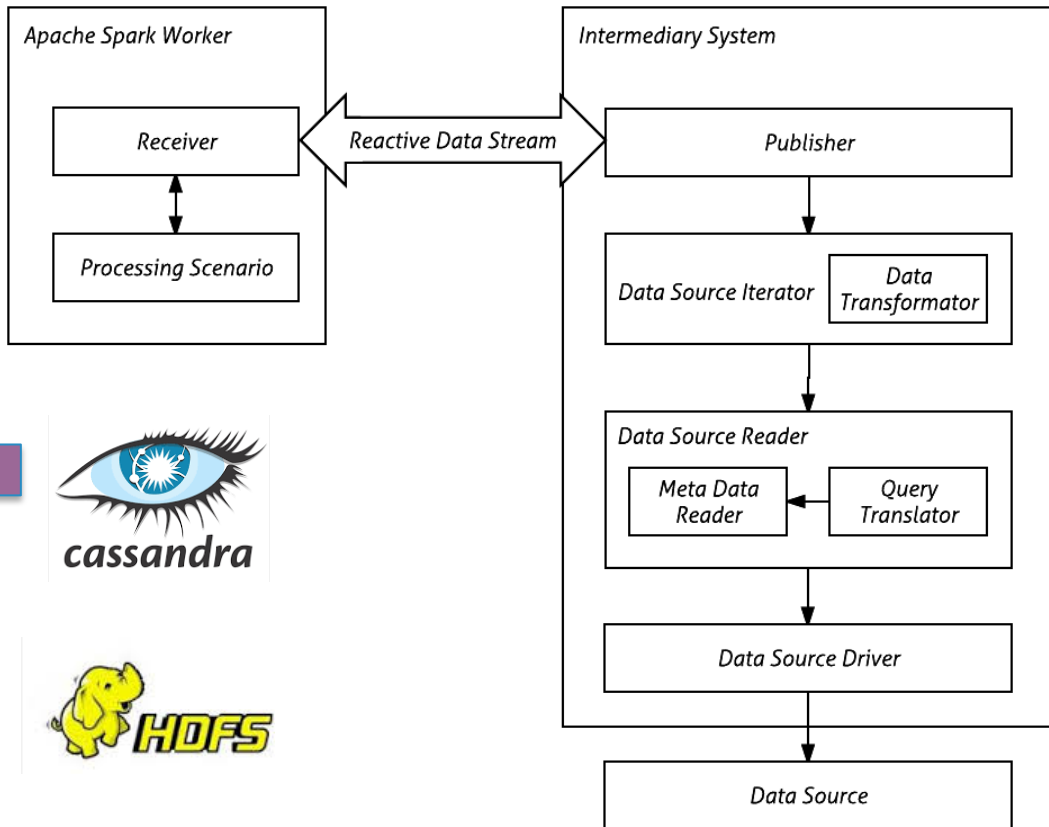 Apache Spark Worker
Receiver
Processing Scenario
Reactive Data Stream
Intermediary System
Publisher
Data Source Iterator
Data
Transformator
Data Source Reader
Meta Data
Reader
Query
Translator
Data Source Driver
Data Source
cassandra
HDFS